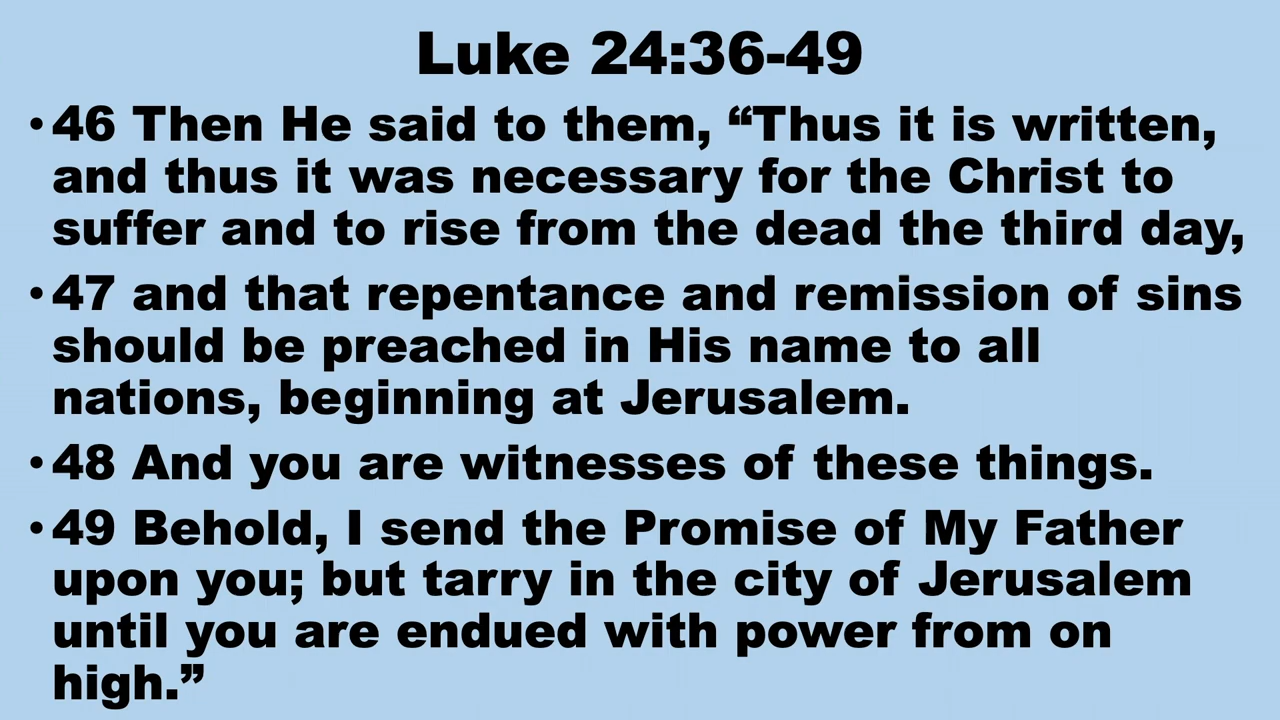 Luke 24:36-49
•46 Then He said to them, “Thus it is written,
and thus it was necessary for the Christ to
suffer and to rise from the dead the third day,
•47 and that repentance and remission of sins
should be preached in His name to all
nations, beginning at Jerusalem.
•48 And you are witnesses of these things.
•49 Behold, I send the Promise of My Father
upon you; but tarry in the city of Jerusalem
until you are endued with power from on
high.”